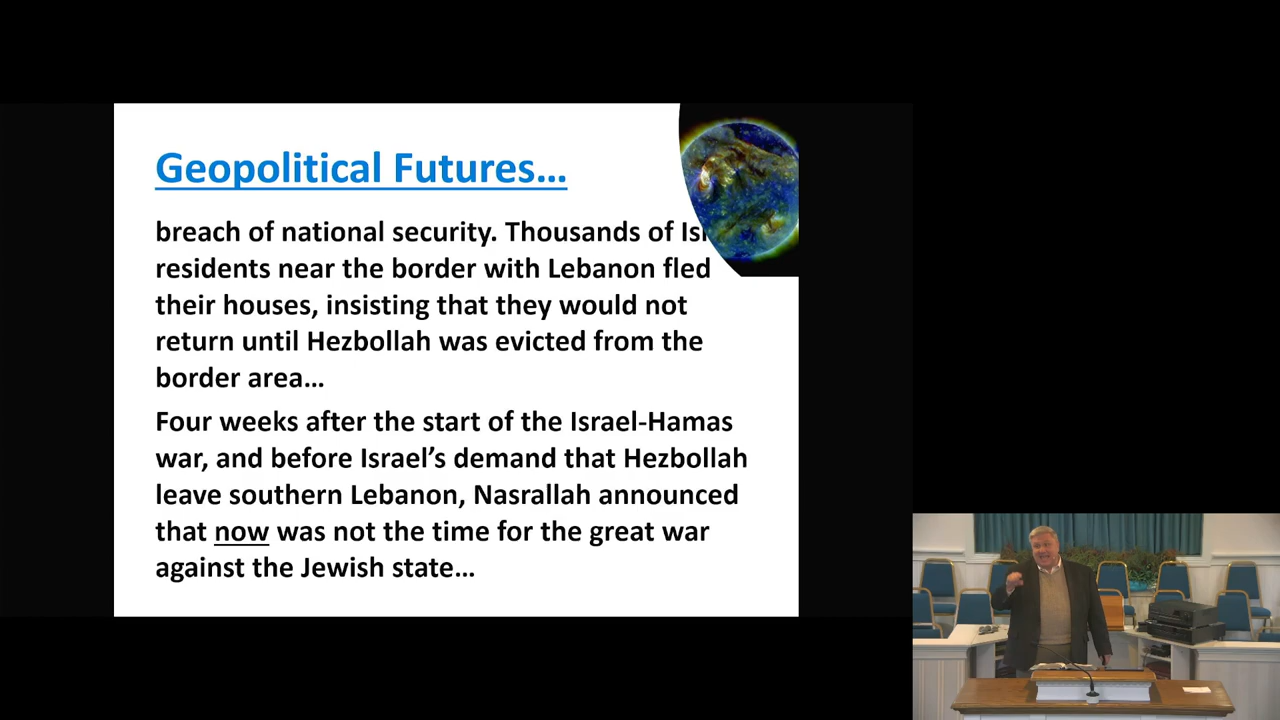 Geopolitical Futures…
breach of national security. Thousands of
residents near the border with Lebanon fled
their houses, insisting that they would not
return until Hezbollah was evicted from the
border area…
Four weeks after the start of the Israel-Hamas
war, and before Israel’s demand that Hezbollah
leave southern Lebanon, Nasrallah announced
that now was not the time for the great war
against the Jewish state…